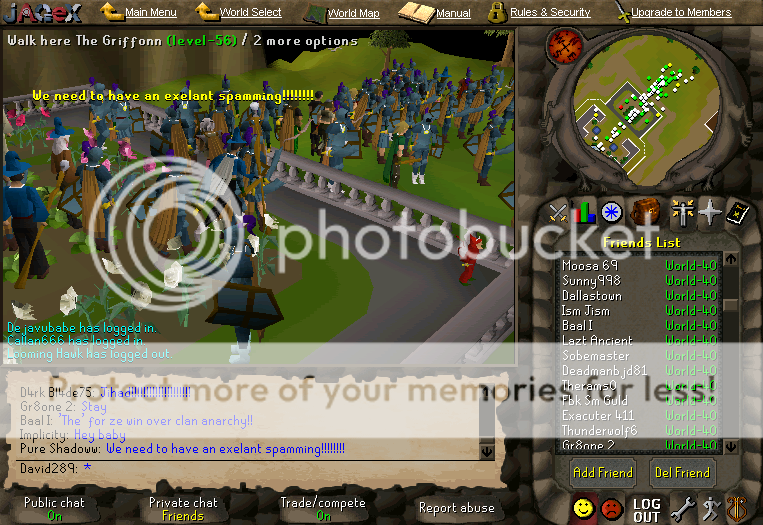 JAGEX
Main Menu
World Select
World Map
Manual
Rules & Security
Upgrade to Members
Walk here The Griffonn (level-56) / 2 more options
We need to have an exelant spamming!!!!!!!!
photobucket
Friends List
Moosa 69 World-40
Sunny998 World-40
Dallastown World-40
Ism Jism World-40
Baal I World-40
Lazt Ancient World-40
Sobemaster World-40
Deadmanbjd81 World-40
Therams0 World-40
Fbk Sm Guld World-40
Exacuter 411 World-40
Thunderwolf6 World-40
Gr8one 2 World-40
Add Friend
Del Friend
De javubabe has logged in.
Callan666 has logged in.
Looming Hawk has logged out.
Protect more of your memories for less!
D4rk Bl4de75: Jihad!!!!!!!!!!!!!!!!!!!!
Gr8one 2: Stay
Baal I: 'The' for ze win over clan anarchy!!
Implicity: Hey baby
Pure Shadoww: We need to have an exelant spamming!!!!!!!!
David289: *
Public chat
On
Private chat
Friends
Trade/compete
On
Report abuse
LOG
OUT